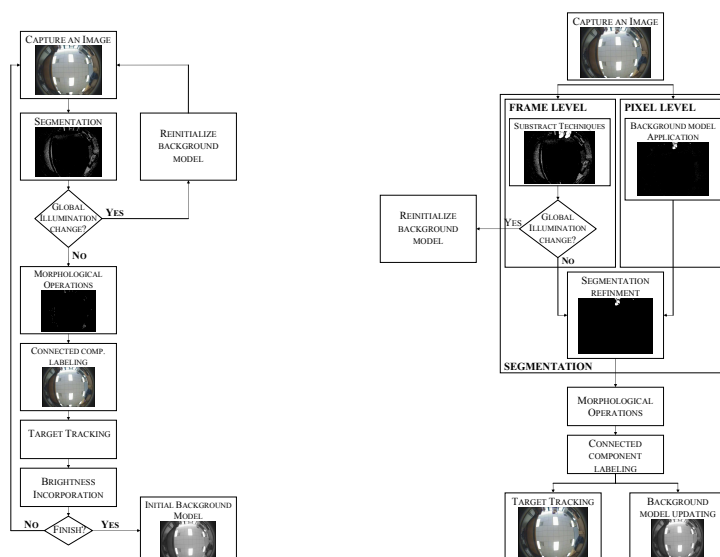 CAPTURE AN IMAGE
SEGMENTATION
REINITIALIZE
BACKGROUND
MODEL
GLOBAL
ILLUMINATION
CHANGE?
YES
NO
MORPHOLOGICAL
OPERATIONS
CONNECTED COMP.
LABELING
TARGET TRACKING
BRIGHTNESS
INCORPORATION
NO
FINISH?
YES
INITIAL BACKGROUND
MODEL
CAPTURE AN IMAGE
FRAME LEVEL
PIXEL LEVEL
SUBSTRACT TECHNIQUES
BACKGROUND MODEL
APPLICATION
REINITIALIZE
BACKGROUND
MODEL
YES
GLOBAL
ILLUMINATION
CHANGE?
NO
SEGMENTATION
REFINMENT
SEGMENTATION
MORPHOLOGICAL
OPERATIONS
CONNECTED
COMPONENT
LABELING
TARGET TRACKING
BACKGROUND
MODEL UPDATING